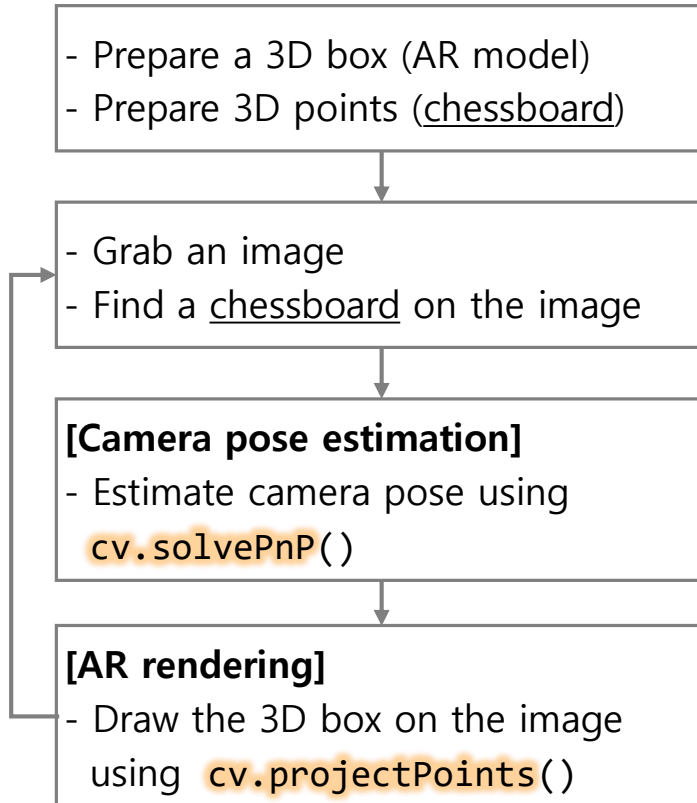 - Prepare a 3D box (AR model)
- Prepare 3D points (chessboard)
- Grab an image
- Find a chessboard on the image
[Camera pose estimation]
- Estimate camera pose using
cv.solvePnP()
[AR rendering]
- Draw the 3D box on the image
using cv.projectPoints()